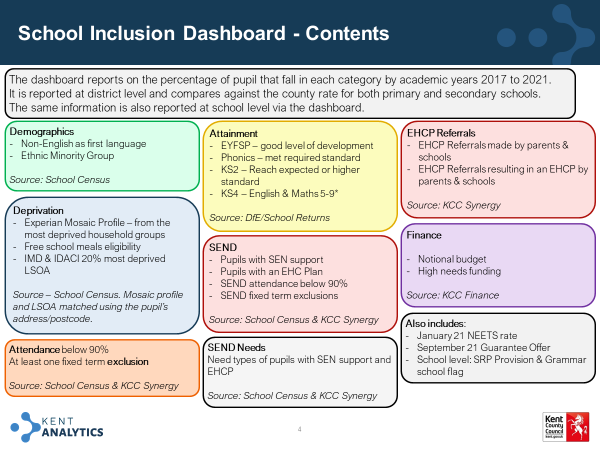 School Inclusion Dashboard - Contents
The dashboard reports on the percentage of pupil that fall in each category by academic years 2017 to 2021.
It is reported at district level and compares against the county rate for both primary and secondary schools.
The same information is also reported at school level via the dashboard.
Demographics
- Non-English as first language
- Ethnic Minority Group
Source: School Census
Deprivation
- Experian Mosaic Profile – from the
most deprived household groups
- Free school meals eligibility
- IMD & IDACI 20% most deprived
LSOA
Source – School Census. Mosaic profile
and LSOA matched using the pupil's
address/postcode.
Attendance below 90%
At least one fixed term exclusion
Source: School Census & KCC Synergy
Attainment
- EYFSP – good level of development
- Phonics – met required standard
- KS2 – Reach expected or higher
standard
- KS4 – English & Maths 5-9*
Source: DfE/School Returns
SEND
- Pupils with SEN support
- Pupils with an EHC Plan
- SEND attendance below 90%
- SEND fixed term exclusions
Source: School Census & KCC Synergy
SEND Needs
Need types of pupils with SEN support and
EHCP
Source: School Census & KCC Synergy
EHCP Referrals
- EHCP Referrals made by parents &
schools
- EHCP Referrals resulting in an EHCP by
parents & schools
Source: KCC Synergy
Finance
- Notional budget
- High needs funding
Source: KCC Finance
Also includes:
- January 21 NEETS rate
- September 21 Guarantee Offer
- School level: SRP Provision & Grammar
school flag
KENT
ANALYTICS
4
Kent
County
Council
kent.gov.uk